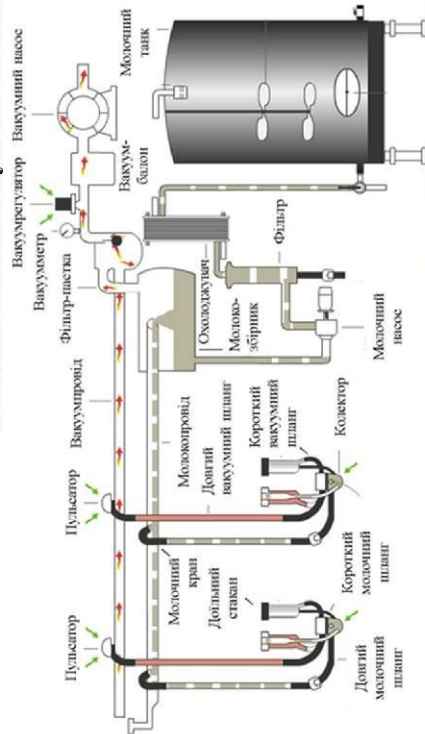 Вакуумний насос
Вакуумрегулятор
Вакуумметр
Фільтр-пастка
Вакуумпровід
Пульсатор
Пульсатор
Молочний
танк
Вакуум-
балон
Охолоджувач
Молоко-
збірник
Фільтр
Молочний
насос
Молокопровід
Довгий
вакуумний шланг
Короткий
вакуумний
шланг
Колектор
Молочний
кран
Доїльний
стакан
Короткий
молочний
шланг
Довгий
молочний
шланг